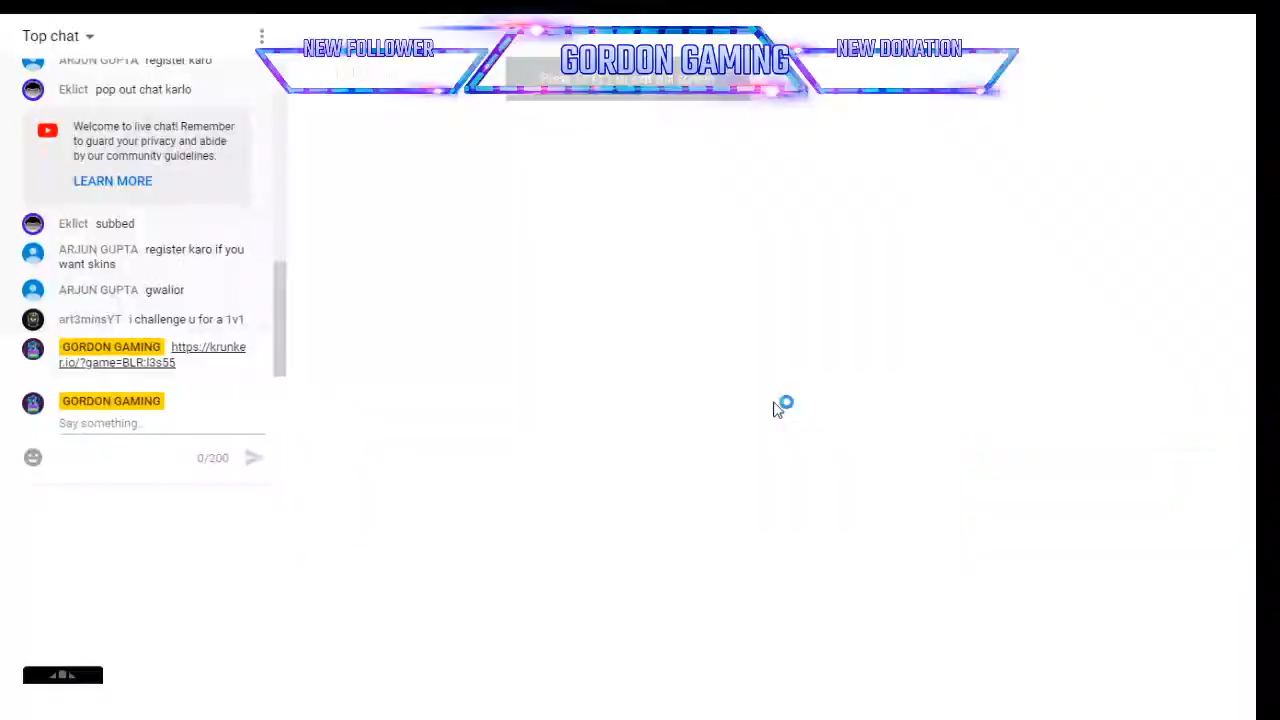 Top chat
NEW FOLLOWER
GORDON GAMING
NEW DONATION
ARJUN GUPTA register karo
Eklict pop out chat karlo
Welcome to live chat! Remember
to guard your privacy and abide
by our community guidelines.
LEARN MORE
Eklict subbed
ARJUN GUPTA register karo if you
want skins
ARJUN GUPTA gwalior
art3minsYT i challenge u for a 1v1
GORDON GAMING https://krunke
r.io/?game=BLR:l3s55
GORDON GAMING
Say something...
0/200